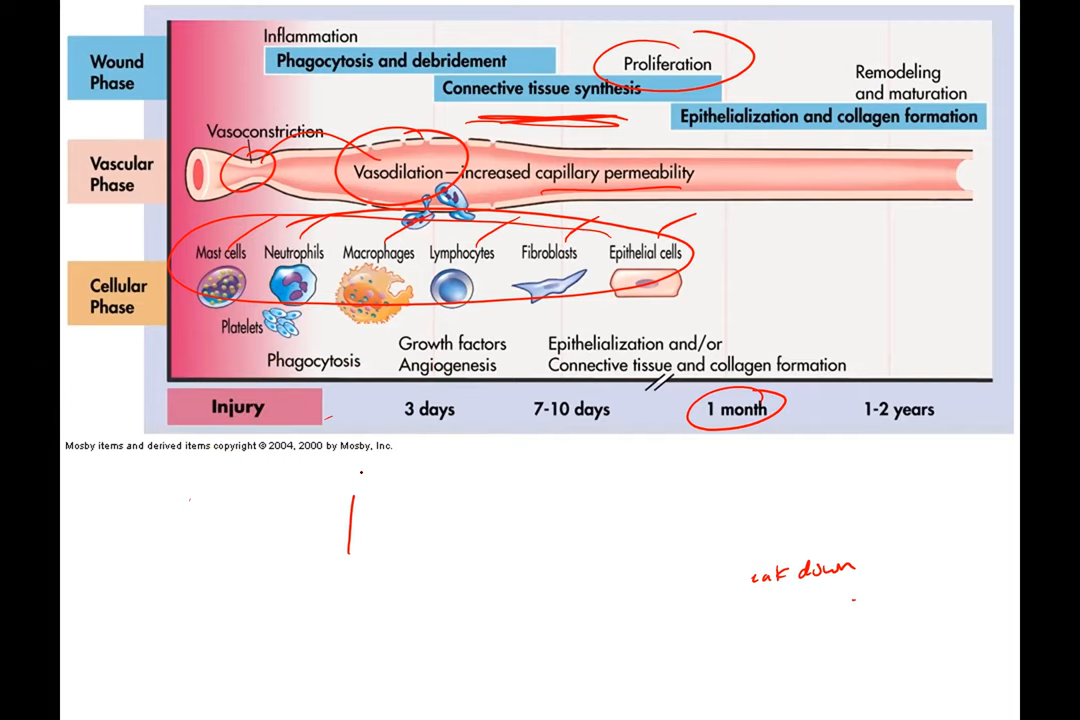 Inflammation
Wound
Phase
Phagocytosis and debridement
Proliferation
Connective tissue synthesis
Remodeling
and maturation
Epithelialization and collagen formation
Vasoconstriction
Vascular
Phase
Vasodilation—increased capillary permeability
Cellular
Phase
Mast cells
Neutrophils
Macrophages
Lymphocytes
Fibroblasts
Epithelial cells
Platelets
Phagocytosis
Growth factors
Angiogenesis
Epithelialization and/or
Connective tissue and collagen formation
Injury
3 days
7-10 days
1 month
1-2 years
Mosby items and derived items copyright © 2004, 2000 by Mosby, Inc.
down